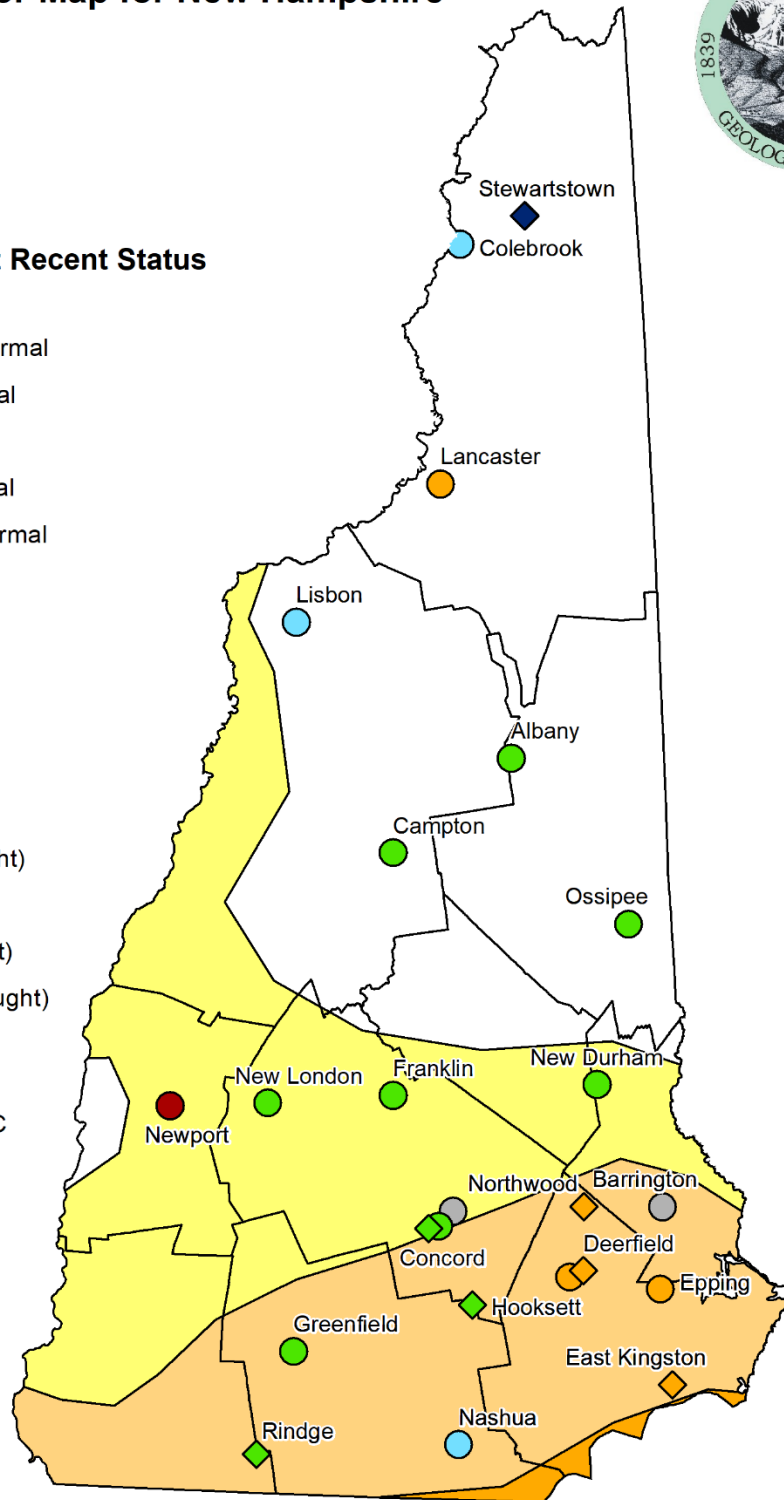 Map for New Hampshire
1839
GEOLOG
Stewartstown
Colebrook
Recent Status
rmal
al
Lancaster
al
rmal
Lisbon
Albany
Campton
ht)
Ossipee
t)
ught)
New Durham
Franklin
New London
C
Newport
Northwood
Barrington
Deerfield
Concord
Epping
Hooksett
Greenfield
East Kingston
Nashua
Rindge